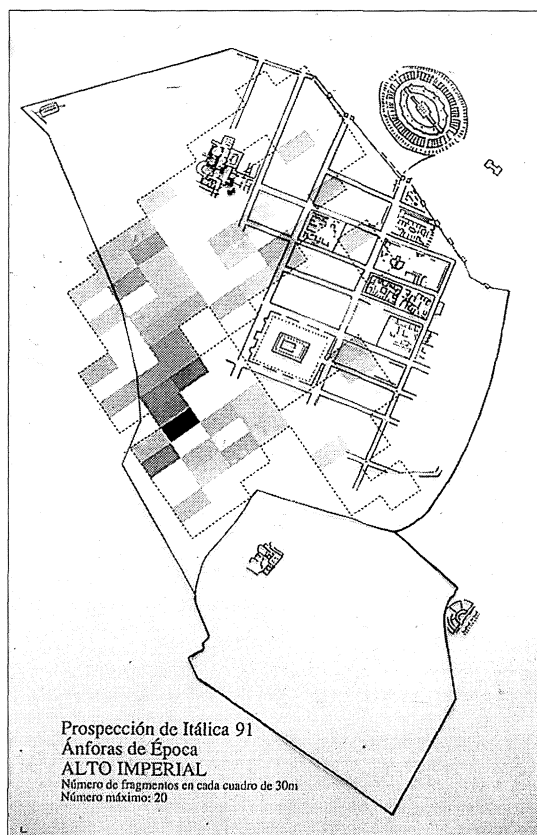 Prospección de Itálica 91
Ánforas de Época
ALTO IMPERIAL
Número de fragmentos en cada cuadro de 30m
Número máximo: 20